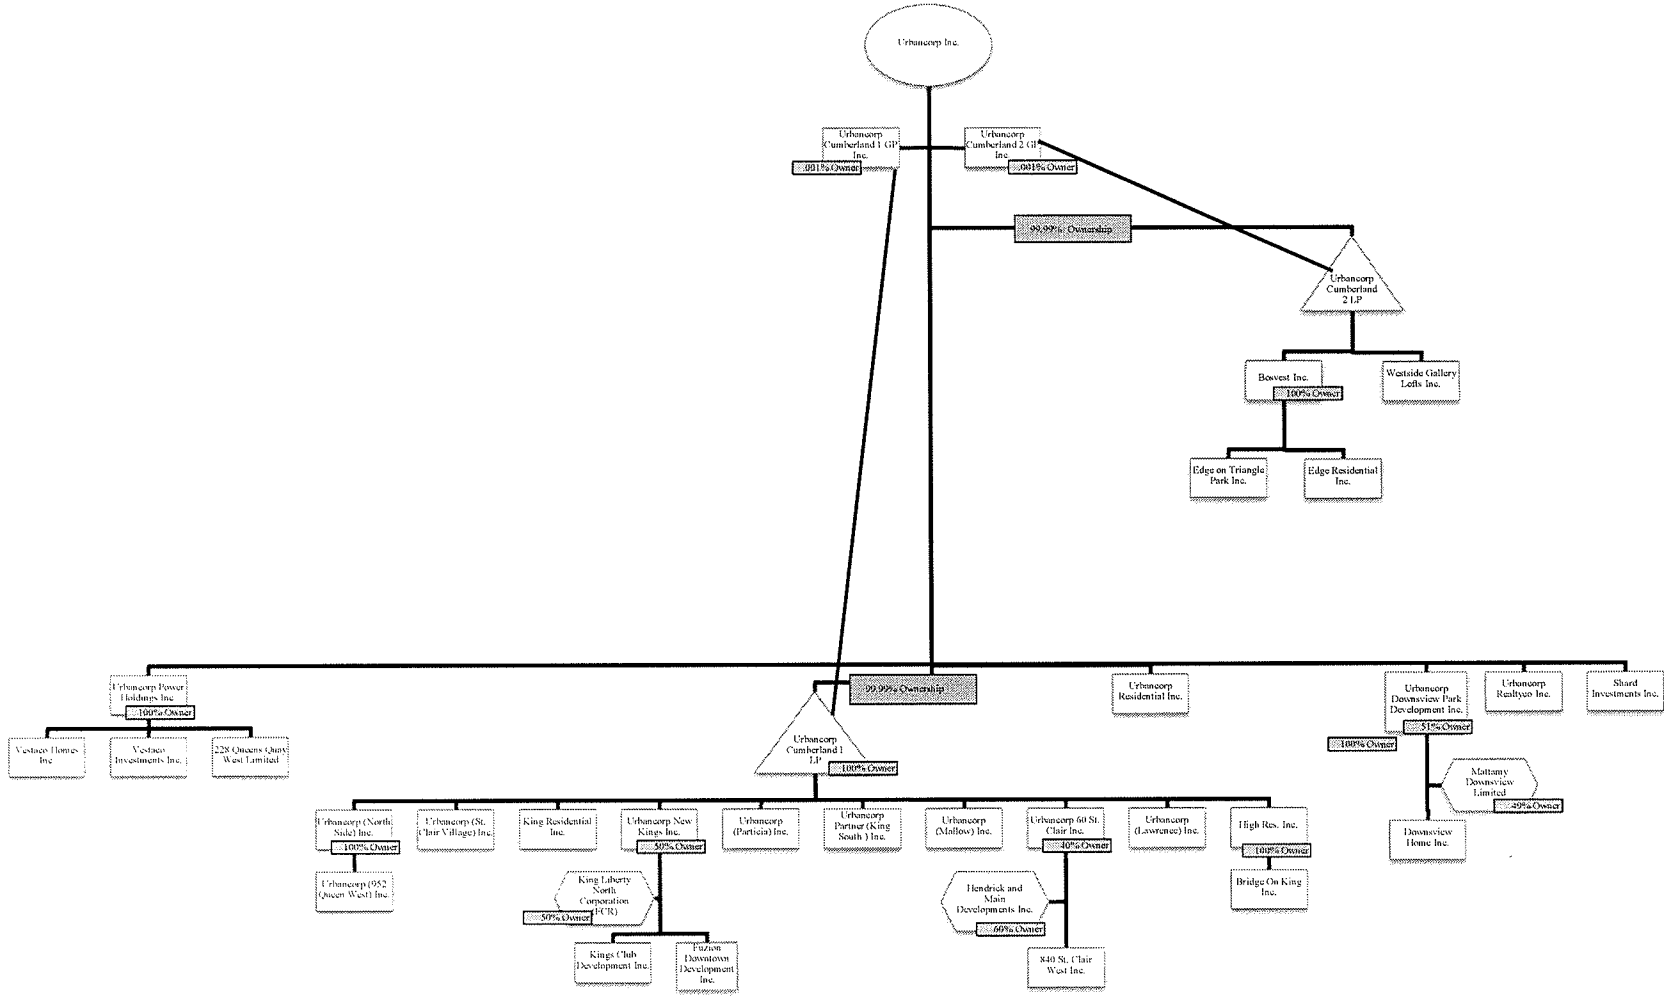 Urbancorp Inc.
Urbancorp
Cumberland 1 GP
Inc.
.001% Owner
Urbancorp
Cumberland 2 GP
Inc.
.001% Owner
99.99% Ownership
Urbancorp
Cumberland
2 LP
Bosvest Inc.
100% Owner
Westside Gallery
Lofts Inc.
Edge on Triangle
Park Inc.
Edge Residential
Inc.
Urbancorp Power
Holdings Inc.
100% Owner
Vestaco Homes
Inc
Vestaco
Investments Inc.
228 Queens Quay
West Limited
99.99% Ownership
Urbancorp
Cumberland 1
LP
100% Owner
Urbancorp
Residential Inc.
Urbancorp
Downsview Park
Development Inc.
51% Owner
100% Owner
Urbancorp
Realtyco Inc.
Shard
Investments Inc.
Mattamy
Downsview
Limited
49% Owner
Downsview
Home Inc.
Urbancorp (North
Side) Inc.
100% Owner
Urbancorp (952
Queen West) Inc.
Urbancorp (St.
Clair Village) Inc.
King Residential
Inc.
Urbancorp New
Kings Inc.
50% Owner
King Liberty
North
Corporation
(FCR)
50% Owner
Kings Club
Development Inc.
Fuzion
Downtown
Development
Inc.
Urbancorp
(Particia) Inc.
Urbancorp
Partner (King
South ) Inc.
Urbancorp
(Mallow) Inc.
Urbancorp 60 St.
Clair Inc.
40% Owner
Hendrick and
Main
Developments Inc.
60% Owner
840 St. Clair
West Inc.
Urbancorp
(Lawrence) Inc.
High Res. Inc.
100% Owner
Bridge On King
Inc.